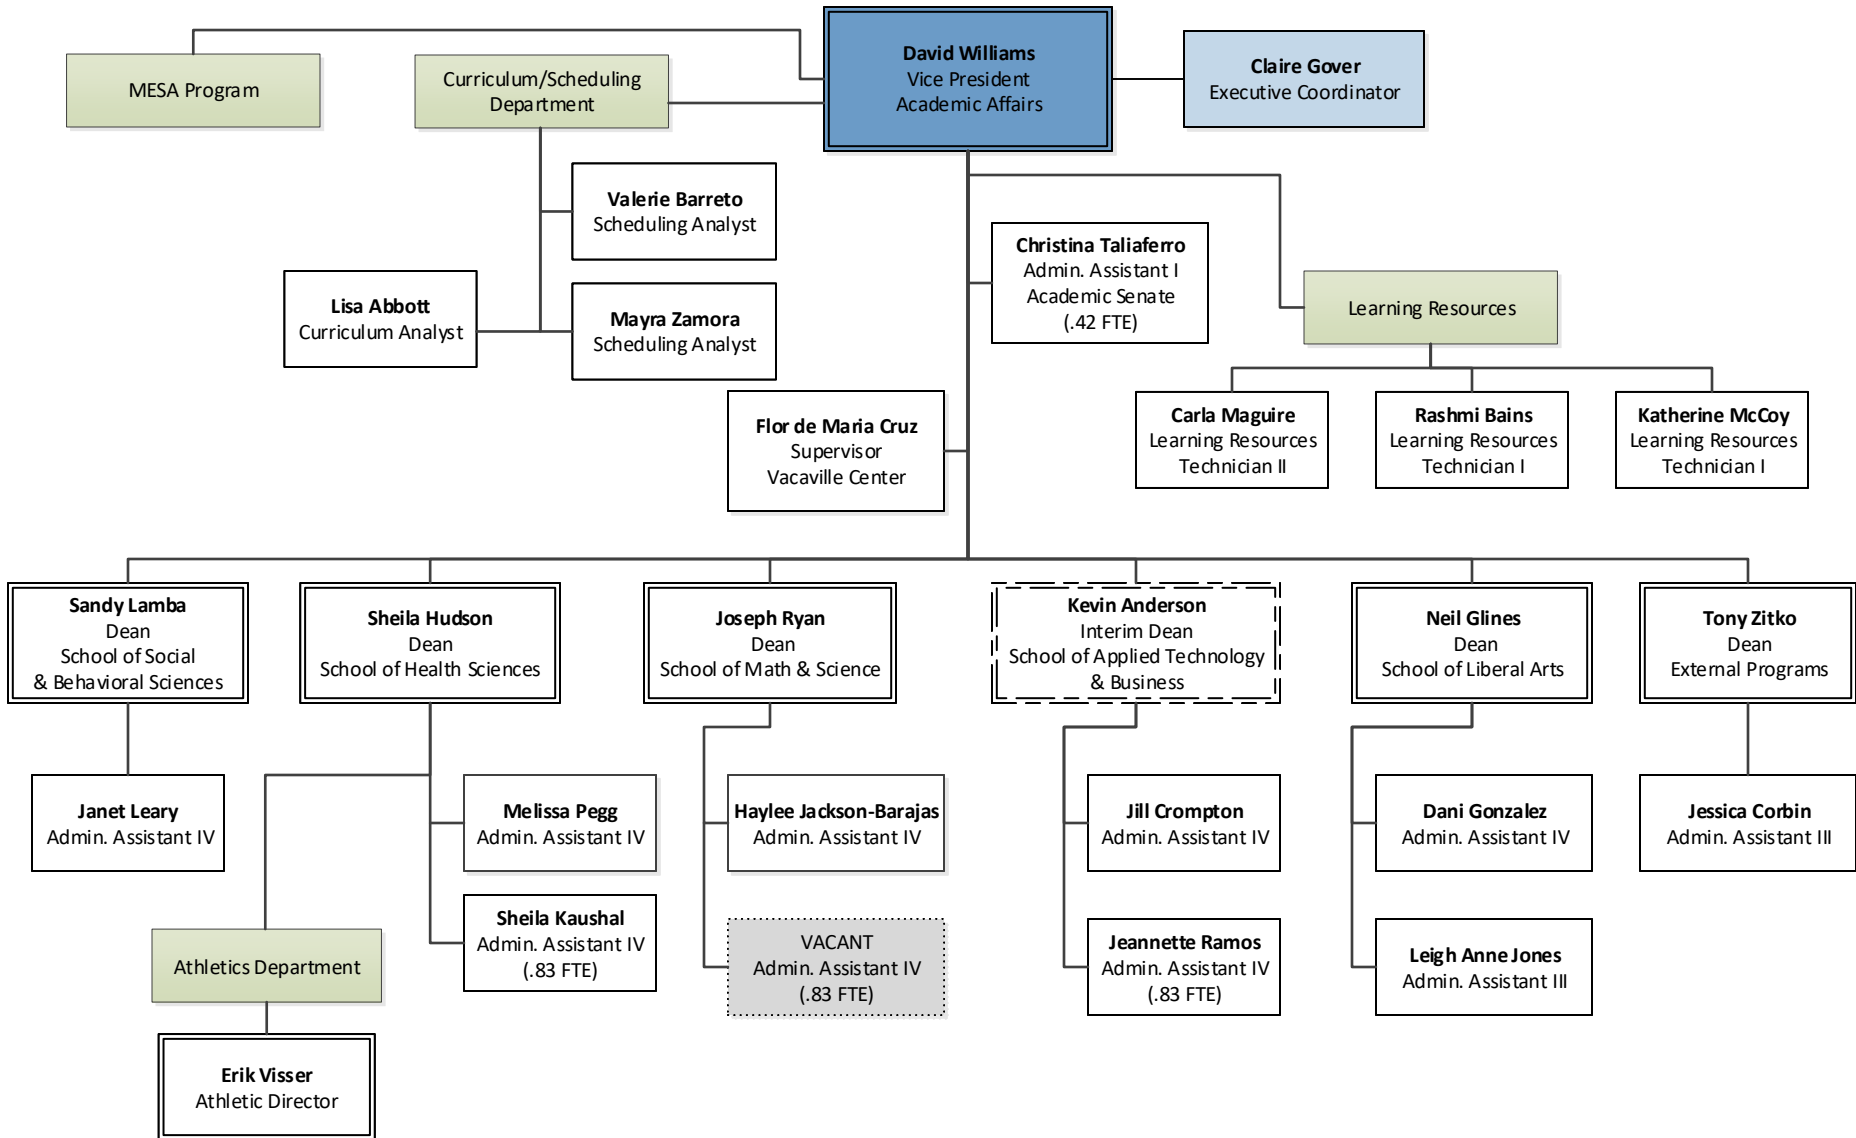 David Williams
Vice President
Academic Affairs
Claire Gover
Executive Coordinator
MESA Program
Curriculum/Scheduling
Department
Valerie Barreto
Scheduling Analyst
Lisa Abbott
Curriculum Analyst
Mayra Zamora
Scheduling Analyst
Christina Taliaferro
Admin. Assistant I
Academic Senate
(.42 FTE)
Learning Resources
Carla Maguire
Learning Resources
Technician II
Rashmi Bains
Learning Resources
Technician I
Katherine McCoy
Learning Resources
Technician I
Flor de Maria Cruz
Supervisor
Vacaville Center
Sandy Lamba
Dean
School of Social
& Behavioral Sciences
Sheila Hudson
Dean
School of Health Sciences
Joseph Ryan
Dean
School of Math & Science
Kevin Anderson
Interim Dean
School of Applied Technology
& Business
Neil Glines
Dean
School of Liberal Arts
Tony Zitko
Dean
External Programs
Janet Leary
Admin. Assistant IV
Melissa Pegg
Admin. Assistant IV
Haylee Jackson-Barajas
Admin. Assistant IV
Jill Crompton
Admin. Assistant IV
Dani Gonzalez
Admin. Assistant IV
Jessica Corbin
Admin. Assistant III
Sheila Kaushal
Admin. Assistant IV
(.83 FTE)
VACANT
Admin. Assistant IV
(.83 FTE)
Jeannette Ramos
Admin. Assistant IV
(.83 FTE)
Leigh Anne Jones
Admin. Assistant III
Athletics Department
Erik Visser
Athletic Director